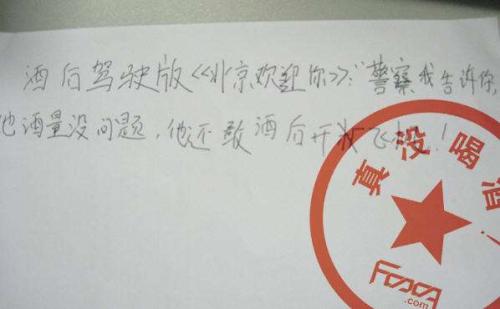 酒后驾驶版《北京欢迎你》："警察我告诉你,
他酒量没问题,他还敢酒后开飞机!
真没喝酒!
.com